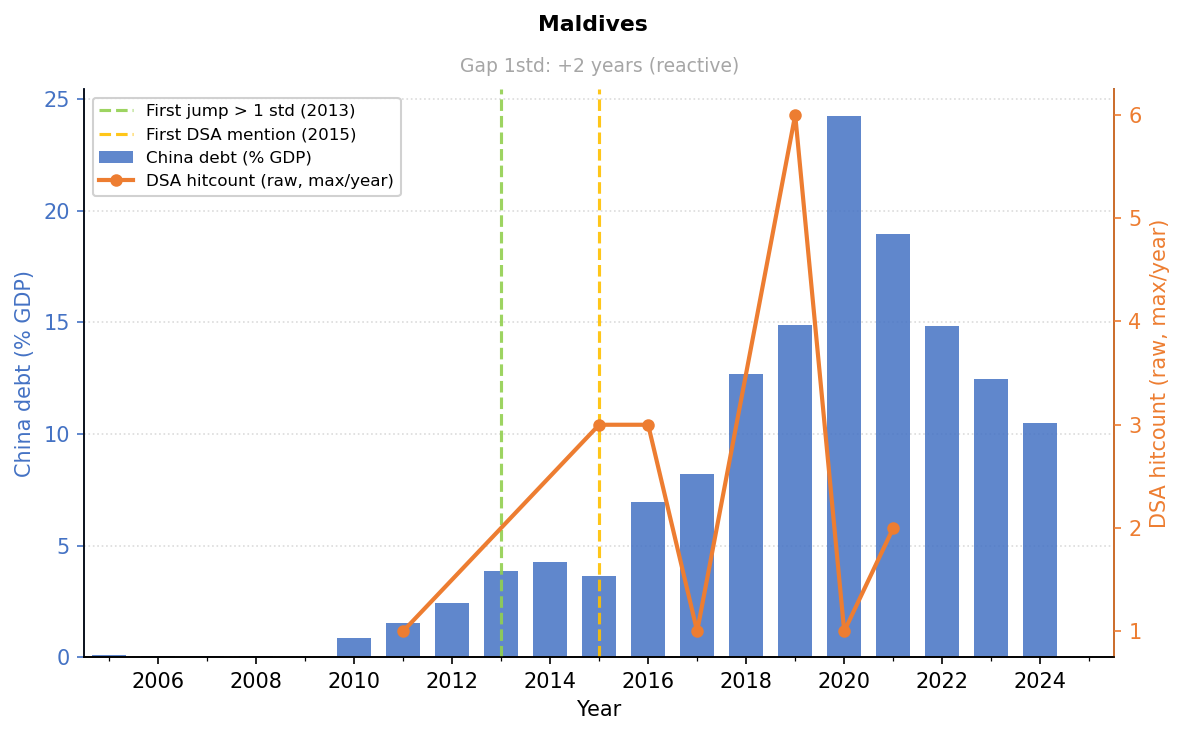 Maldives
Gap 1std: +2 years (reactive)
First jump > 1 std (2013)
First DSA mention (2015)
China debt (% GDP)
DSA hitcount (raw, max/year)
25
20
15
10
5
0
China debt (% GDP)
6
5
4
3
2
1
DSA hitcount (raw, max/year)
2006 2008 2010 2012 2014 2016 2018 2020 2022 2024
Year